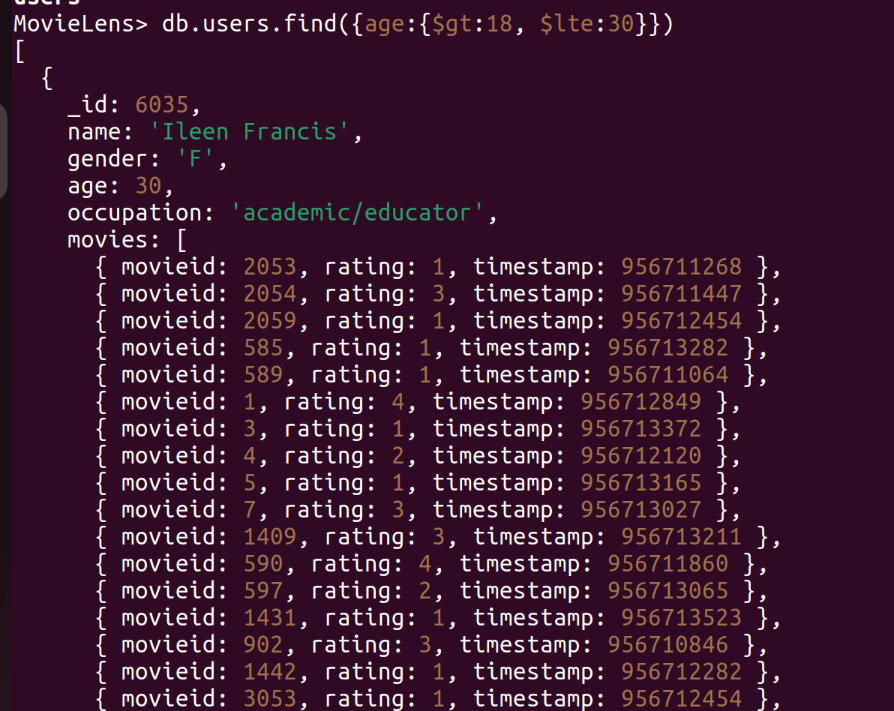 users
MovieLens> db.users.find({age:{$gt:18, $lte:30}})
[
  {
    _id: 6035,
    name: 'Ileen Francis',
    gender: 'F',
    age: 30,
    occupation: 'academic/educator',
    movies: [
      { movieid: 2053, rating: 1, timestamp: 956711268 },
      { movieid: 2054, rating: 3, timestamp: 956711447 },
      { movieid: 2059, rating: 1, timestamp: 956712454 },
      { movieid: 585, rating: 1, timestamp: 956713282 },
      { movieid: 589, rating: 1, timestamp: 956711064 },
      { movieid: 1, rating: 4, timestamp: 956712849 },
      { movieid: 3, rating: 1, timestamp: 956713372 },
      { movieid: 4, rating: 2, timestamp: 956712120 },
      { movieid: 5, rating: 1, timestamp: 956713165 },
      { movieid: 7, rating: 3, timestamp: 956713027 },
      { movieid: 1409, rating: 3, timestamp: 956713211 },
      { movieid: 590, rating: 4, timestamp: 956711860 },
      { movieid: 597, rating: 2, timestamp: 956713065 },
      { movieid: 1431, rating: 1, timestamp: 956713523 },
      { movieid: 902, rating: 3, timestamp: 956710846 },
      { movieid: 1442, rating: 1, timestamp: 956712282 },
      { movieid: 3053, rating: 1, timestamp: 956712454 },